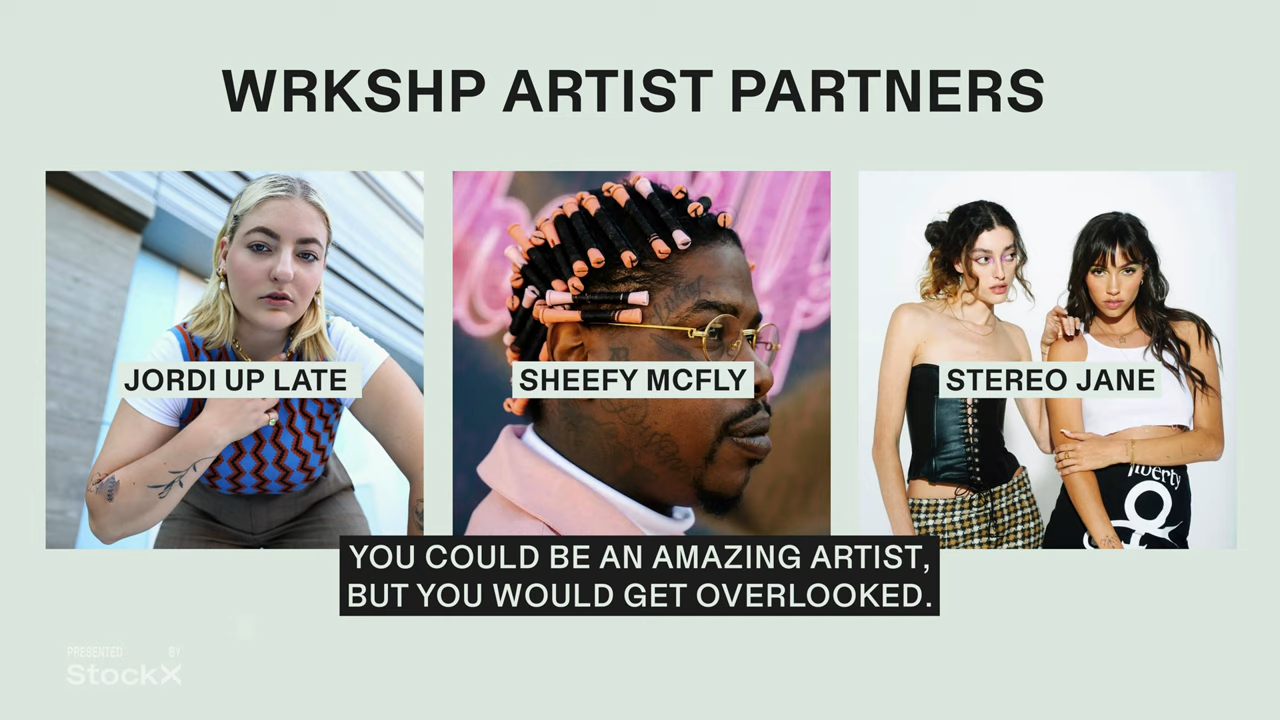 WRKSHP ARTIST PARTNERS
JORDI UP LATE
SHEEFY MCFLY
STEREO JANE
liberty
YOU COULD BE AN AMAZING ARTIST,
BUT YOU WOULD GET OVERLOOKED.
PRESENTED BY
StockX